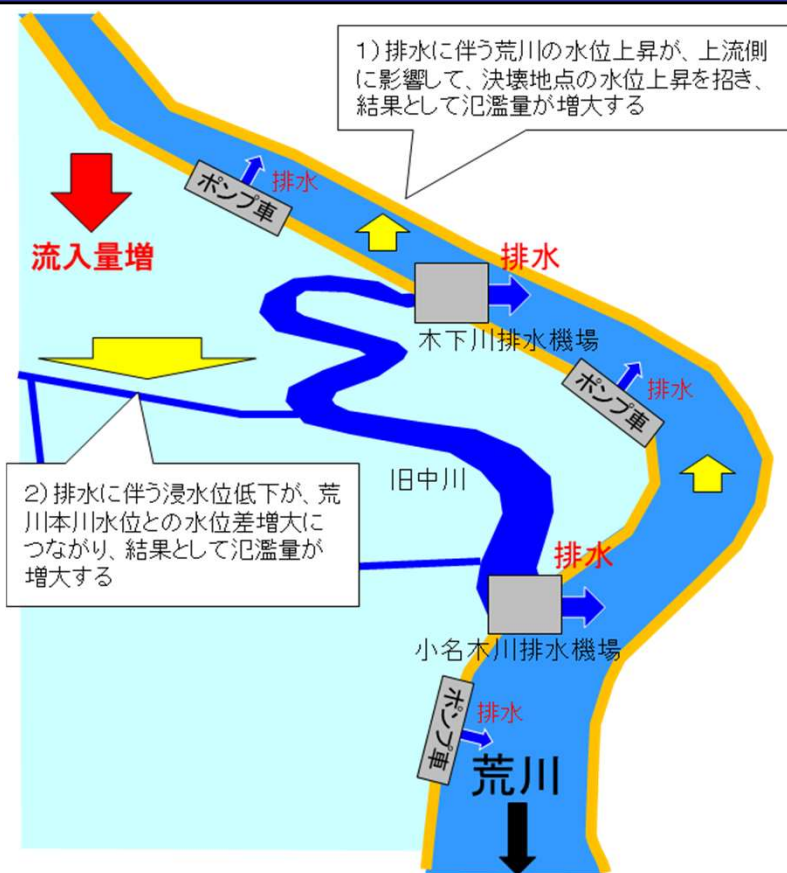 1）排水に伴う荒川の水位上昇が、上流側
に影響して、決壊地点の水位上昇を招き、
結果として氾濫量が増大する
ポンプ車
排水
流入量増
排水
木下川排水機場
ポンプ車
排水
旧中川
2）排水に伴う浸水位低下が、荒
川本川水位との水位差増大に
つながり、結果として氾濫量が
増大する
排水
小名木川排水機場
ポンプ車
排水
荒川